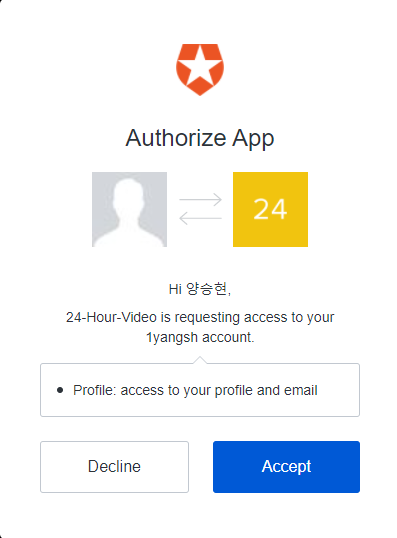 Authorize App
24
Hi 양승현,
24-Hour-Video is requesting access to your
1yangsh account.
• Profile: access to your profile and email
Decline
Accept